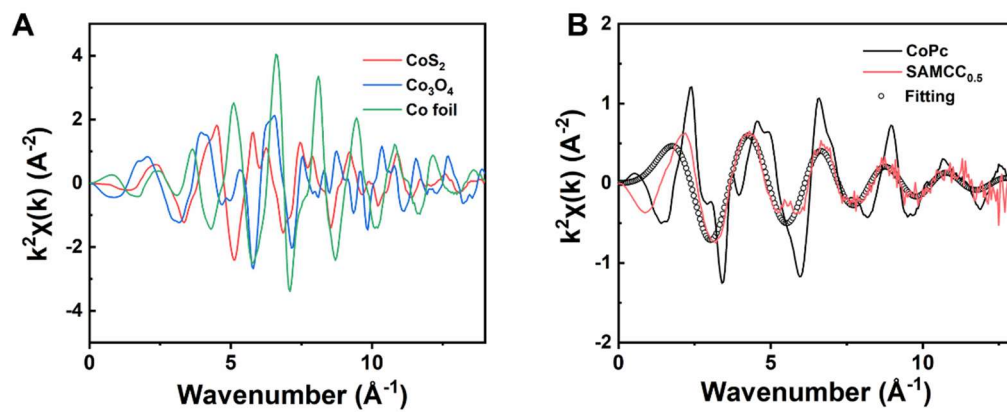 A
k²χ(k) (A⁻²)
4
2
0
-2
-4
CoS₂
Co₃O₄
Co foil
0
5
10
Wavenumber (Å⁻¹)
B
k²χ(k) (A⁻²)
2
1
0
-1
-2
CoPc
SAMCC₀.₅
Fitting
0
5
10
Wavenumber (Å⁻¹)